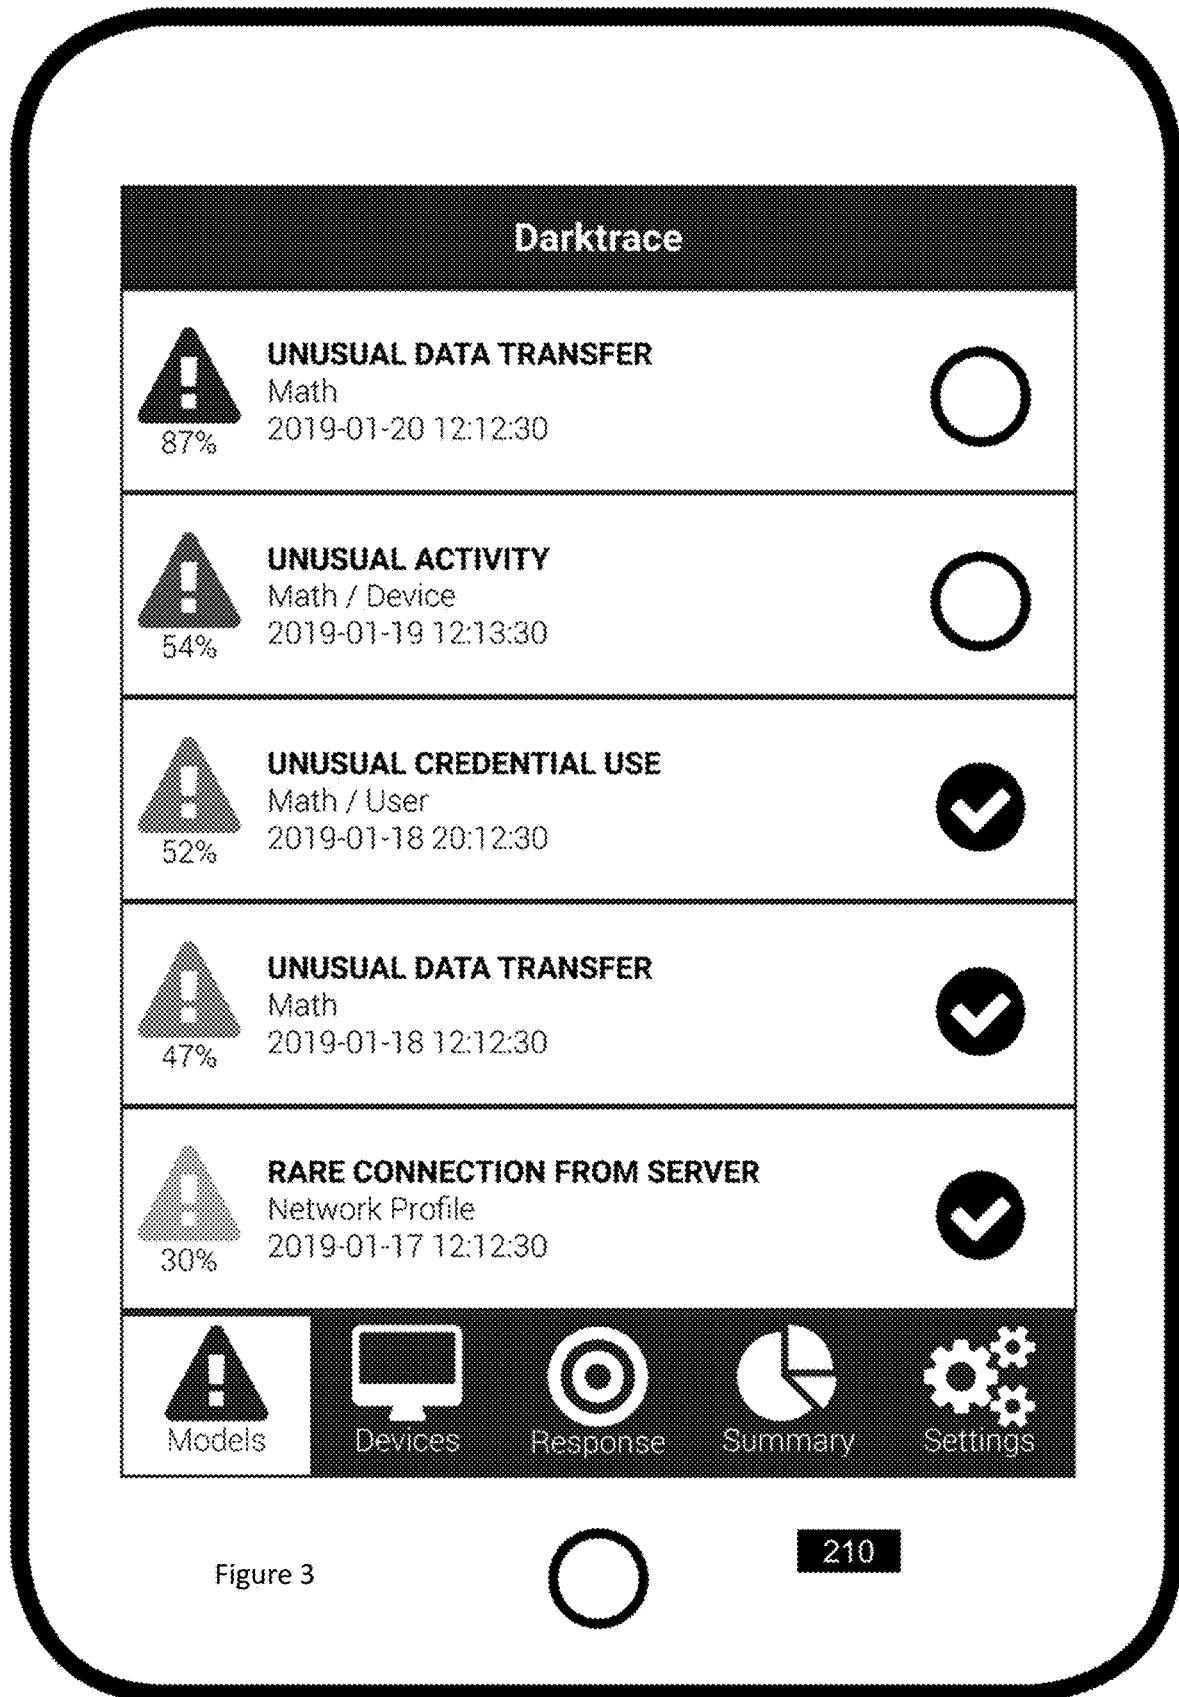 Darktrace
UNUSUAL DATA TRANSFER
Math
2019-01-20 12:12:30
87%
UNUSUAL ACTIVITY
Math / Device
2019-01-19 12:13:30
54%
UNUSUAL CREDENTIAL USE
Math / User
2019-01-18 20:12:30
52%
UNUSUAL DATA TRANSFER
Math
2019-01-18 12:12:30
47%
RARE CONNECTION FROM SERVER
Network Profile
2019-01-17 12:12:30
30%
Models Devices Response Summary Settings
210
Figure 3